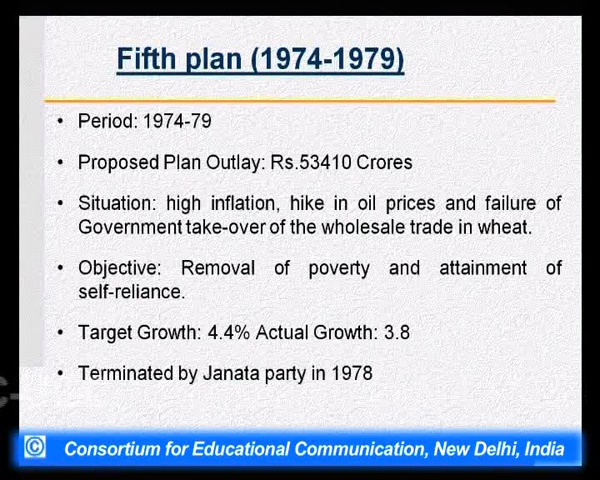 Fifth plan (1974-1979)
• Period: 1974-79
• Proposed Plan Outlay: Rs.53410 Crores
• Situation: high inflation, hike in oil prices and failure of
Government take-over of the wholesale trade in wheat.
• Objective: Removal of poverty and attainment of
self-reliance.
• Target Growth: 4.4% Actual Growth: 3.8
• Terminated by Janata party in 1978
© Consortium for Educational Communication, New Delhi, India